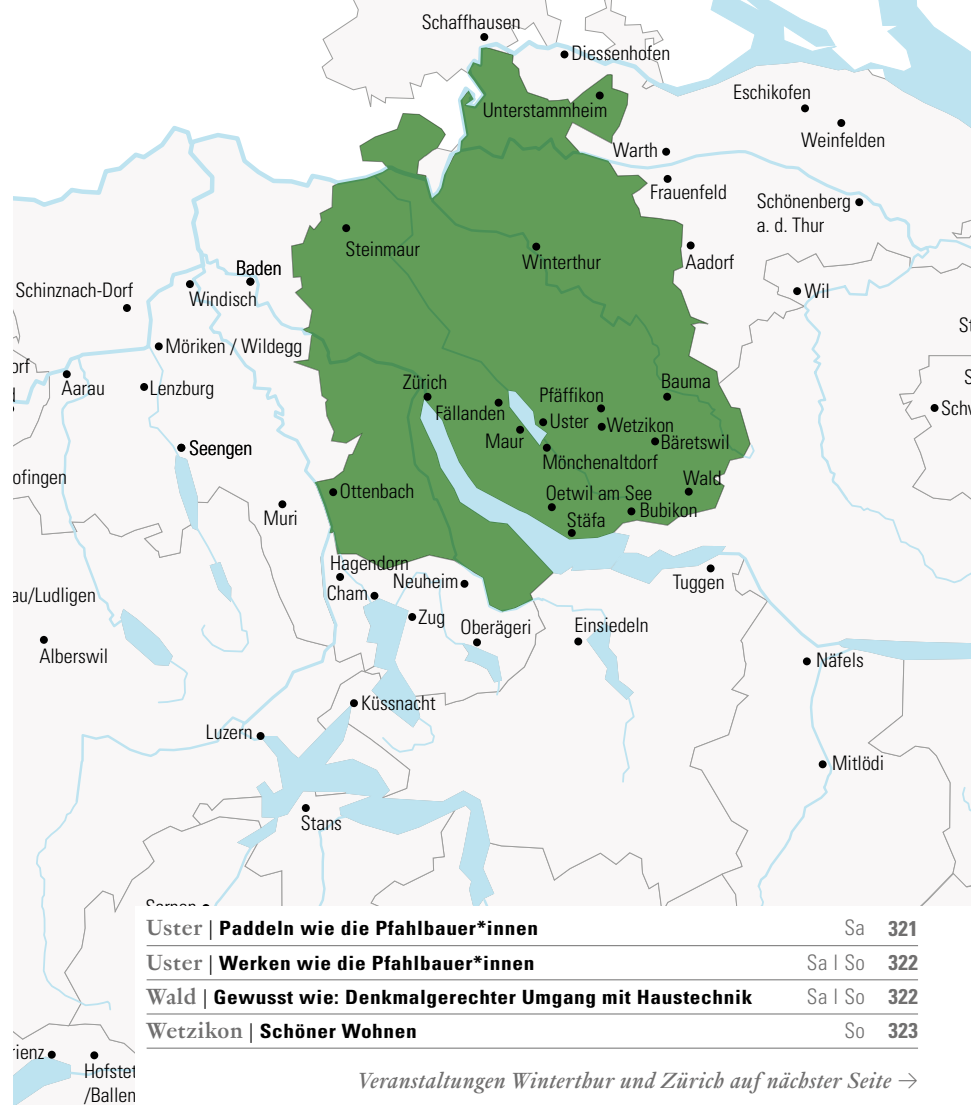 Schaffhausen
Diessenhofen
Eschikofen
Unterstammheim
Weinfelden
Warth
Frauenfeld
Schönenberg
a. d. Thur
Steinmaur
Winterthur
Aadorf
Baden
Schinznach-Dorf
Windisch
Wil
Möriken / Wildegg
Aarau
Lenzburg
Zürich
Fällanden
Pfäffikon
Bauma
Uster
Wetzikon
Maur
Bäretswil
Mönchenaltdorf
Seengen
Ottenbach
Wald
Oetwil am See
Bubikon
Stäfa
Muri
Hagendorn
Cham
Neuheim
Tuggen
Zug
Oberägeri
Einsiedeln
Alberswil
Näfels
Küssnacht
Luzern
Mitlödi
Stans
Uster | Paddeln wie die Pfahlbauer*innen Sa 321
Uster | Werken wie die Pfahlbauer*innen Sa | So 322
Wald | Gewusst wie: Denkmalgerechter Umgang mit Haustechnik Sa | So 322
Wetzikon | Schöner Wohnen So 323
Veranstaltungen Winterthur und Zürich auf nächster Seite →